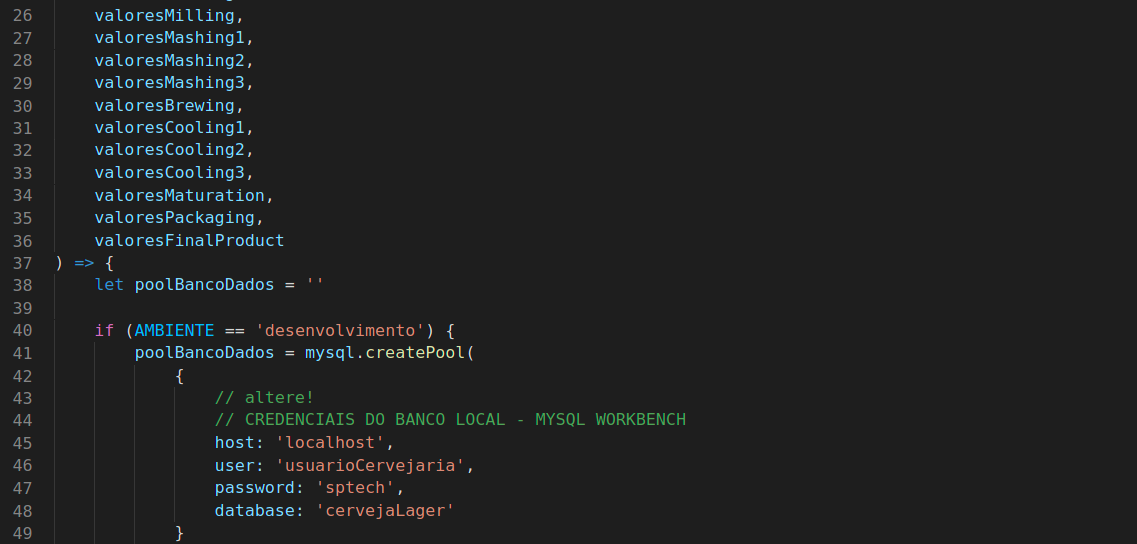 26 valoresMilling,
27 valoresMashing1,
28 valoresMashing2,
29 valoresMashing3,
30 valoresBrewing,
31 valoresCooling1,
32 valoresCooling2,
33 valoresCooling3,
34 valoresMaturation,
35 valoresPackaging,
36 valoresFinalProduct
37 ) => {
38 let poolBancoDados = ''
39
40 if (AMBIENTE == 'desenvolvimento') {
41 poolBancoDados = mysql.createPool(
42 {
43 // altere!
44 // CREDENCIAIS DO BANCO LOCAL - MYSQL WORKBENCH
45 host: 'localhost',
46 user: 'usuarioCervejaria',
47 password: 'sptech',
48 database: 'cervejaLager'
49 }